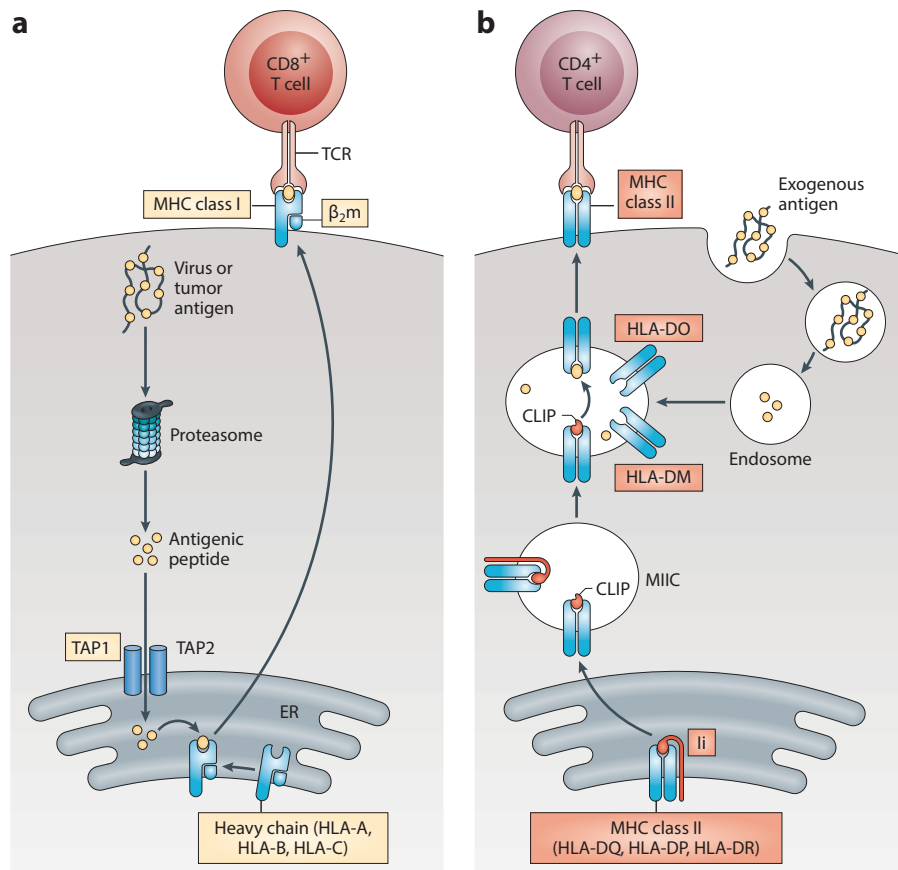 a
CD8+
T cell
TCR
MHC class I
β2m
Virus or
tumor
antigen
Proteasome
Antigenic
peptide
TAP1
TAP2
ER
Heavy chain (HLA-A,
HLA-B, HLA-C)
b
CD4+
T cell
MHC
class II
Exogenous
antigen
HLA-DO
CLIP
Endosome
HLA-DM
CLIP
MIIC
Ii
MHC class II
(HLA-DQ, HLA-DP, HLA-DR)